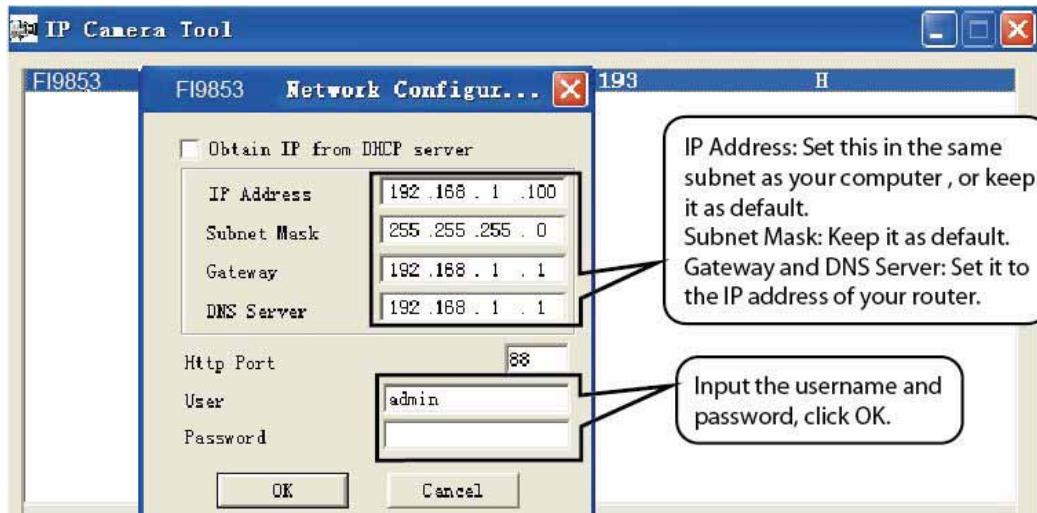 IP Camera Tool
FI9853
193
H
FI9853 Network Configur...
Obtain IP from DHCP server
IP Address 192 .168 . 1 .100
Subnet Mask 255 .255 .255 . 0
Gateway 192 .168 . 1 . 1
DNS Server 192 .168 . 1 . 1
Http Port 88
User admin
Password
OK Cancel
IP Address: Set this in the same
subnet as your computer , or keep
it as default.
Subnet Mask: Keep it as default.
Gateway and DNS Server: Set it to
the IP address of your router.
Input the username and
password, click OK.